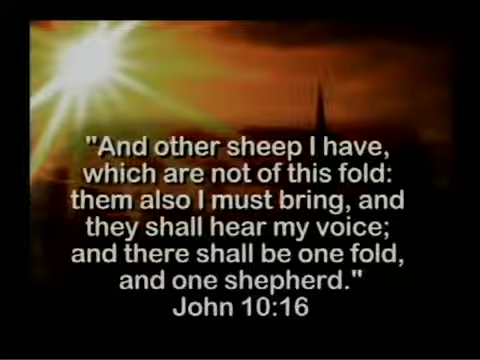 "And other sheep I have,
which are not of this fold:
them also I must bring, and
they shall hear my voice;
and there shall be one fold,
and one shepherd."
John 10:16